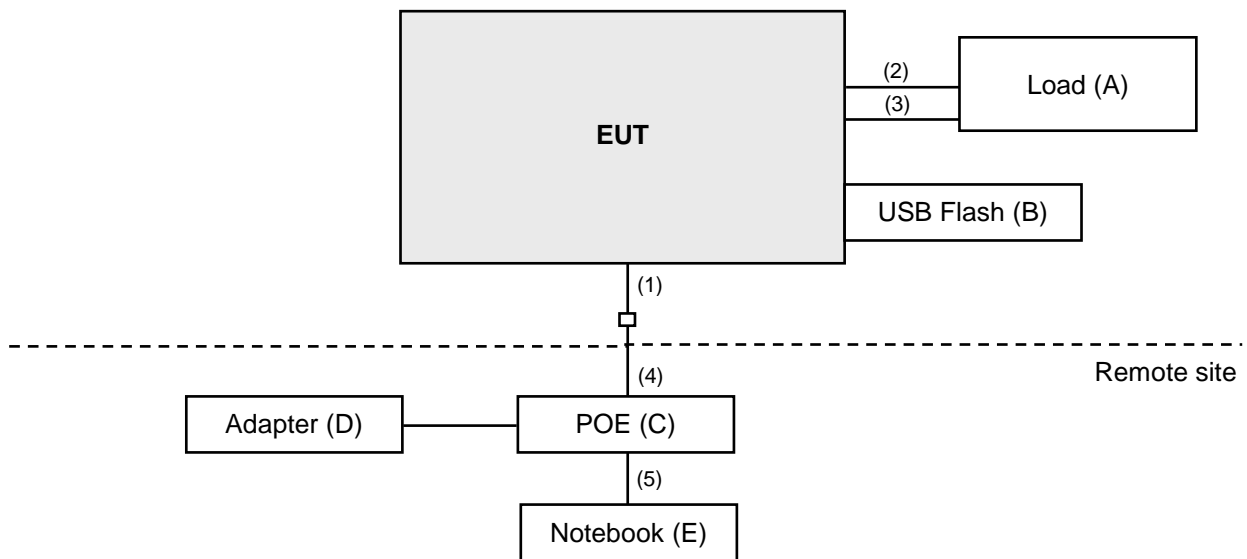 (2)
Load (A)
(3)
EUT
USB Flash (B)
(1)
Remote site
(4)
Adapter (D)
POE (C)
(5)
Notebook (E)